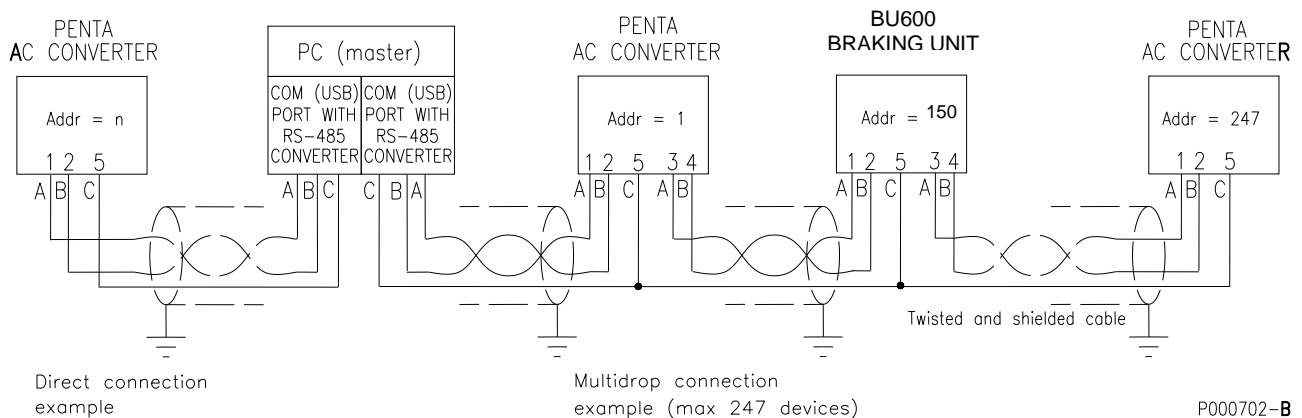 PENTA
AC CONVERTER
Addr = n
1 2 5
A B C
PC (master)
COM (USB)
PORT WITH
RS-485
CONVERTER
A B C
COM (USB)
PORT WITH
RS-485
CONVERTER
C B A
PENTA
AC CONVERTER
Addr = 1
1 2 5 3 4
A B C A B
BU600
BRAKING UNIT
Addr = 150
1 2 5 3 4
A B C A B
PENTA
AC CONVERTER
Addr = 247
1 2 5
A B C
Twisted and shielded cable
Direct connection
example
Multidrop connection
example (max 247 devices)
P000702-B